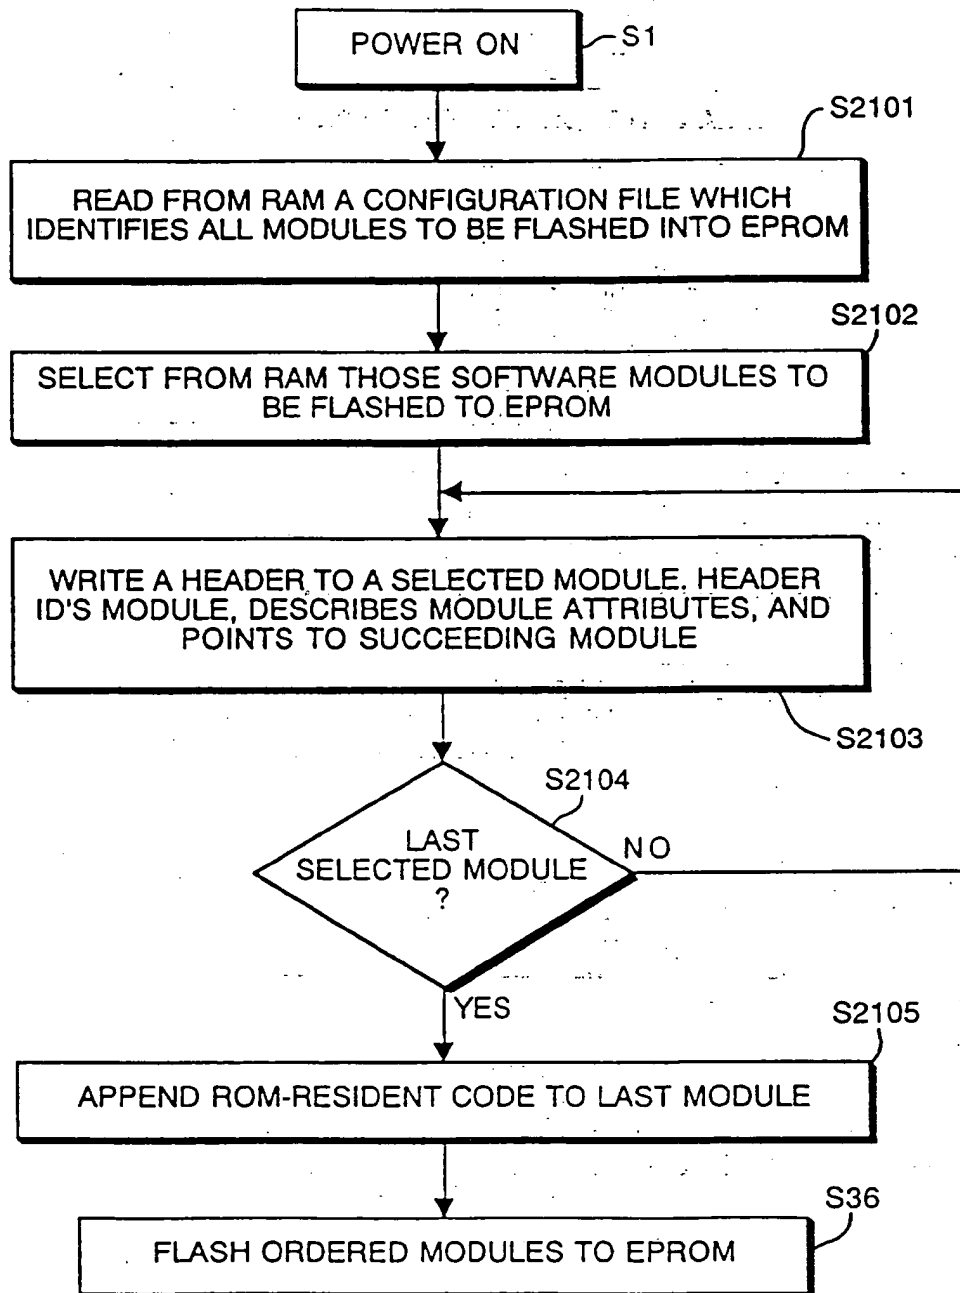 POWER ON
S1
S2101
READ FROM RAM A CONFIGURATION FILE WHICH
IDENTIFIES ALL MODULES TO BE FLASHED INTO EPROM
S2102
SELECT FROM RAM THOSE SOFTWARE MODULES TO
BE FLASHED TO EPROM
WRITE A HEADER TO A SELECTED MODULE. HEADER
ID'S MODULE, DESCRIBES MODULE ATTRIBUTES, AND
POINTS TO SUCCEEDING MODULE
S2103
S2104
LAST
SELECTED MODULE
?
NO
YES
S2105
APPEND ROM-RESIDENT CODE TO LAST MODULE
S36
FLASH ORDERED MODULES TO EPROM